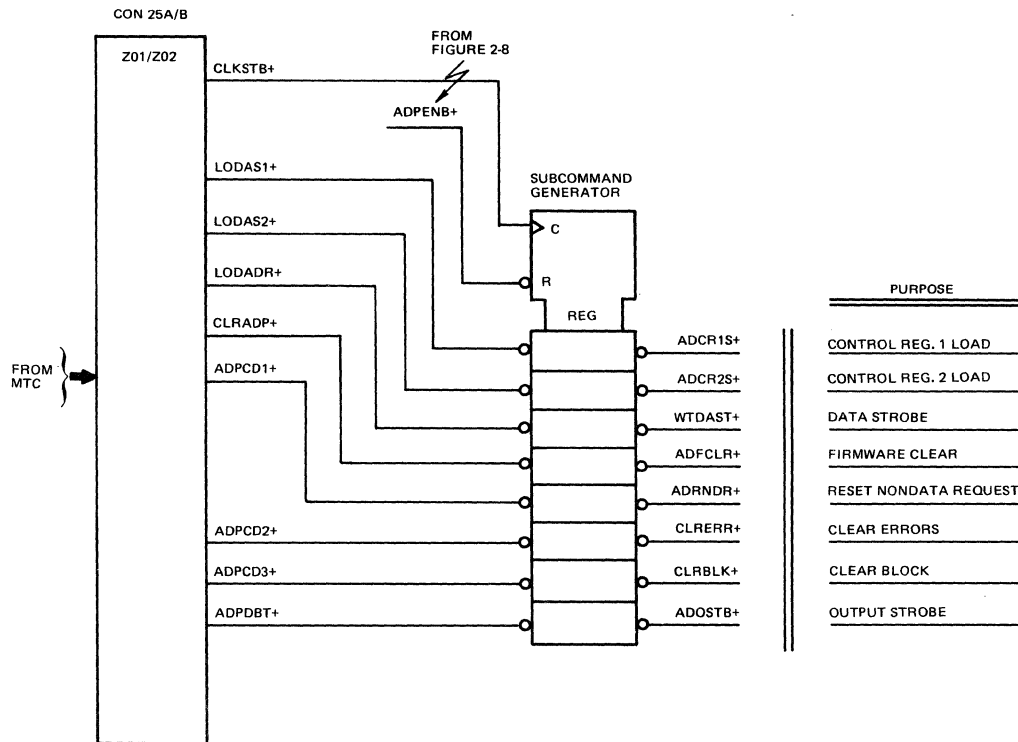 CON 25A/B
Z01/Z02
FROM
FIGURE 2-8
CLKSTB+
ADPENB+
LODAS1+
SUBCOMMAND
GENERATOR
LODAS2+
C
LODADR+
R
PURPOSE
REG
CLRADP+
ADCR1S+
CONTROL REG. 1 LOAD
FROM
MTC
ADPCD1+
ADCR2S+
CONTROL REG. 2 LOAD
WTDAST+
DATA STROBE
ADFCLR+
FIRMWARE CLEAR
ADRNDR+
RESET NONDATA REQUEST
ADPCD2+
CLRERR+
CLEAR ERRORS
ADPCD3+
CLRBLK+
CLEAR BLOCK
ADPDBT+
ADOSTB+
OUTPUT STROBE